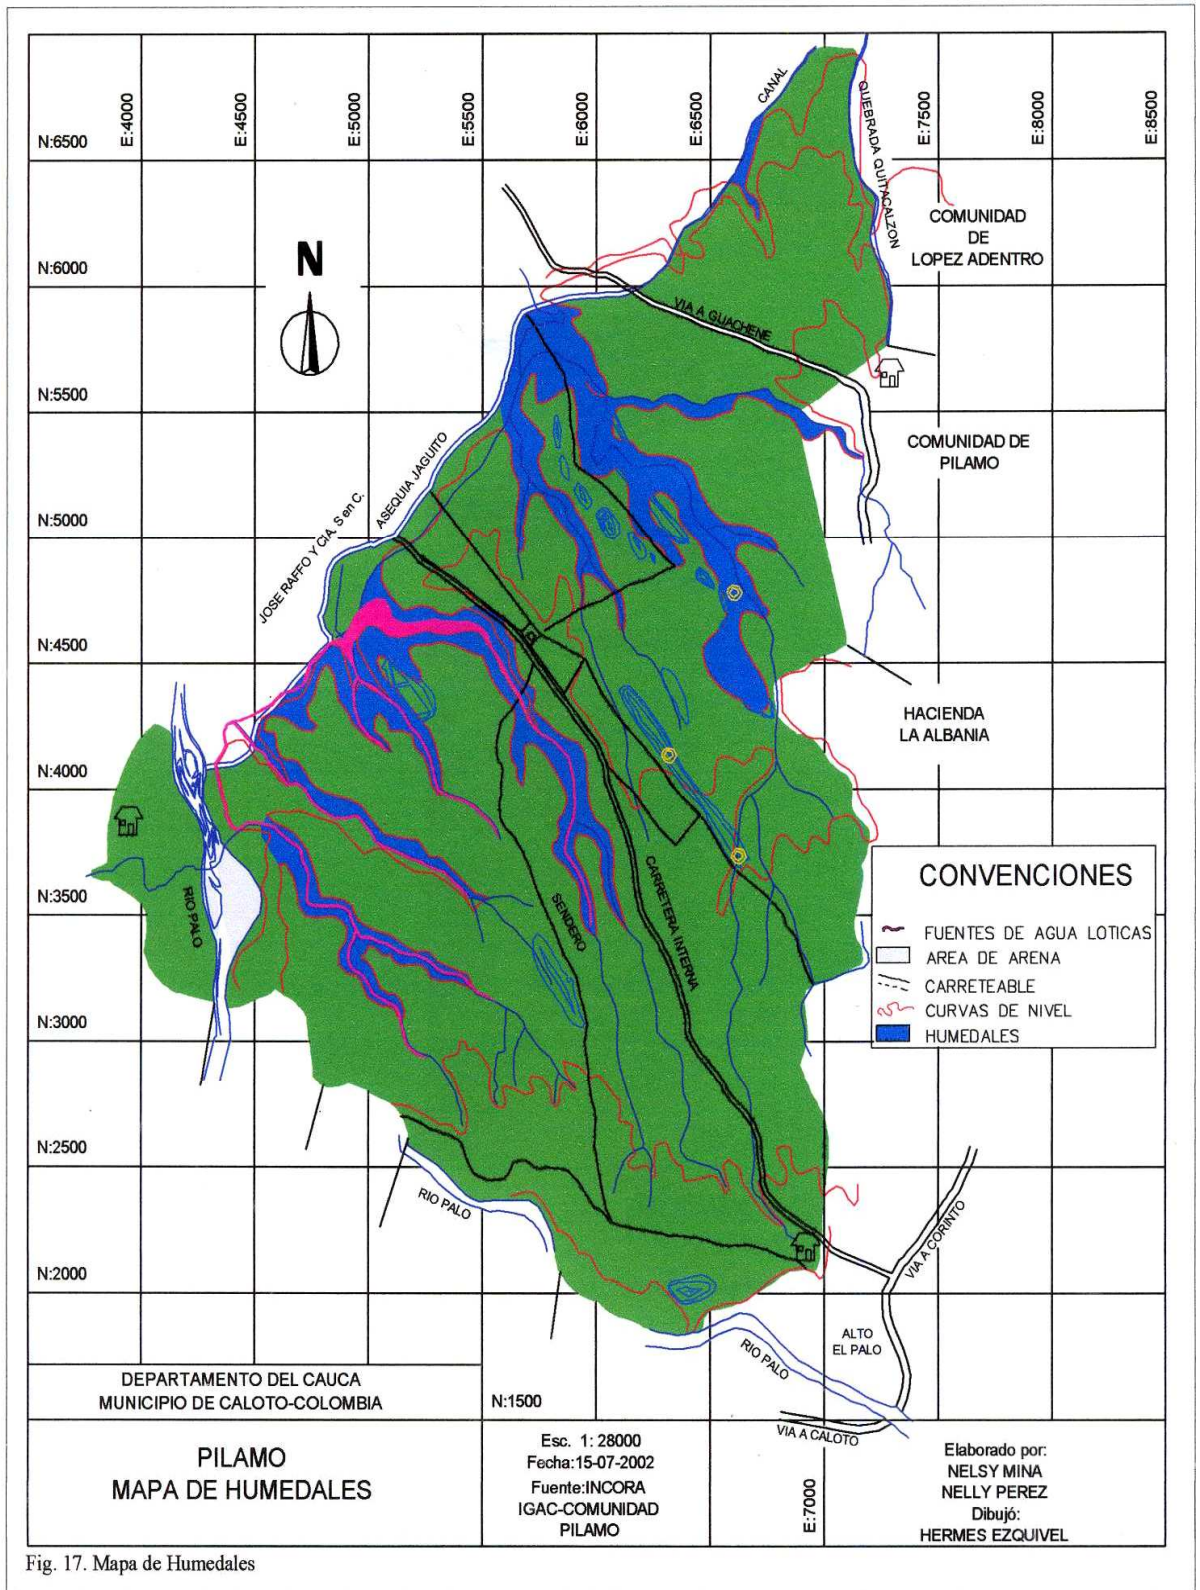 E:4000
E:4500
E:5000
E:5500
E:6000
E:6500
E:7500
E:8000
E:8500
CANAL
QUEBRADA QUITACALZON
N:6500
COMUNIDAD
DE
LOPEZ ADENTRO
N
N:6000
VIA A GUACHENE
N:5500
COMUNIDAD DE
PILAMO
ASEQUIA JAGUITO
JOSE RAFFO Y CIA. S en C.
N:5000
N:4500
HACIENDA
LA ALBANIA
N:4000
RIO PALO
SENDERO
CARRETERA INTERNA
N:3500
CONVENCIONES
FUENTES DE AGUA LOTICAS
AREA DE ARENA
CARRETEABLE
CURVAS DE NIVEL
HUMEDALES
N:3000
N:2500
RIO PALO
VIA A CORINTO
N:2000
ALTO
EL PALO
RIO PALO
VIA A CALOTO
DEPARTAMENTO DEL CAUCA
MUNICIPIO DE CALOTO-COLOMBIA
N:1500
PILAMO
MAPA DE HUMEDALES
Esc. 1: 28000
Fecha:15-07-2002
Fuente:INCORA
IGAC-COMUNIDAD
PILAMO
E:7000
Elaborado por:
NELSY MINA
NELLY PEREZ
Dibujó:
HERMES EZQUIVEL
Fig. 17. Mapa de Humedales